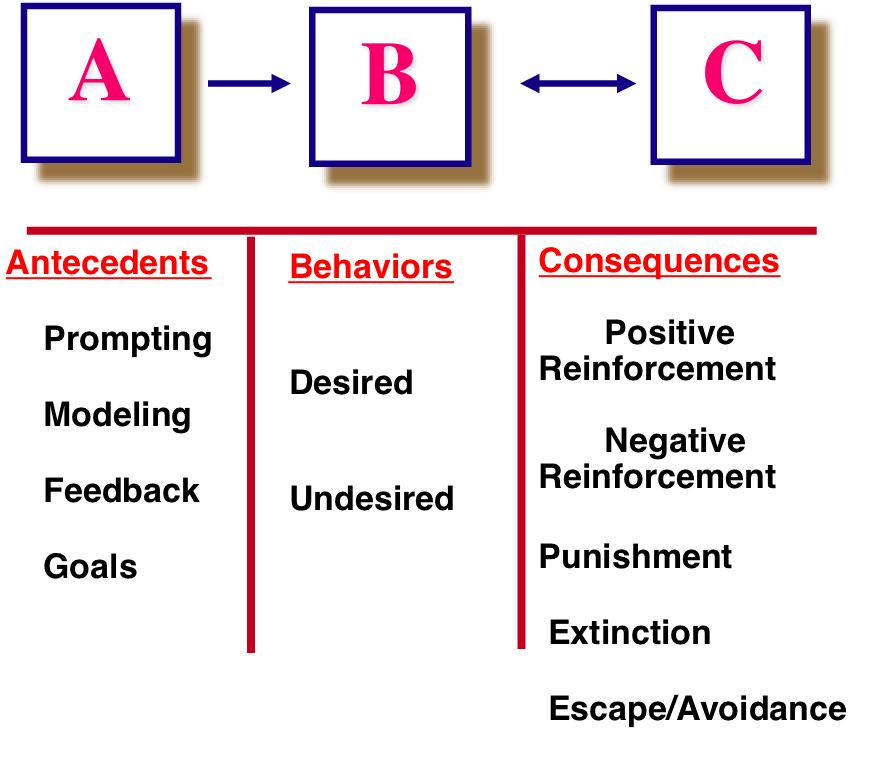 A
B
C
Antecedents
Prompting
Modeling
Feedback
Goals
Behaviors
Desired
Undesired
Consequences
Positive
Reinforcement
Negative
Reinforcement
Punishment
Extinction
Escape/Avoidance